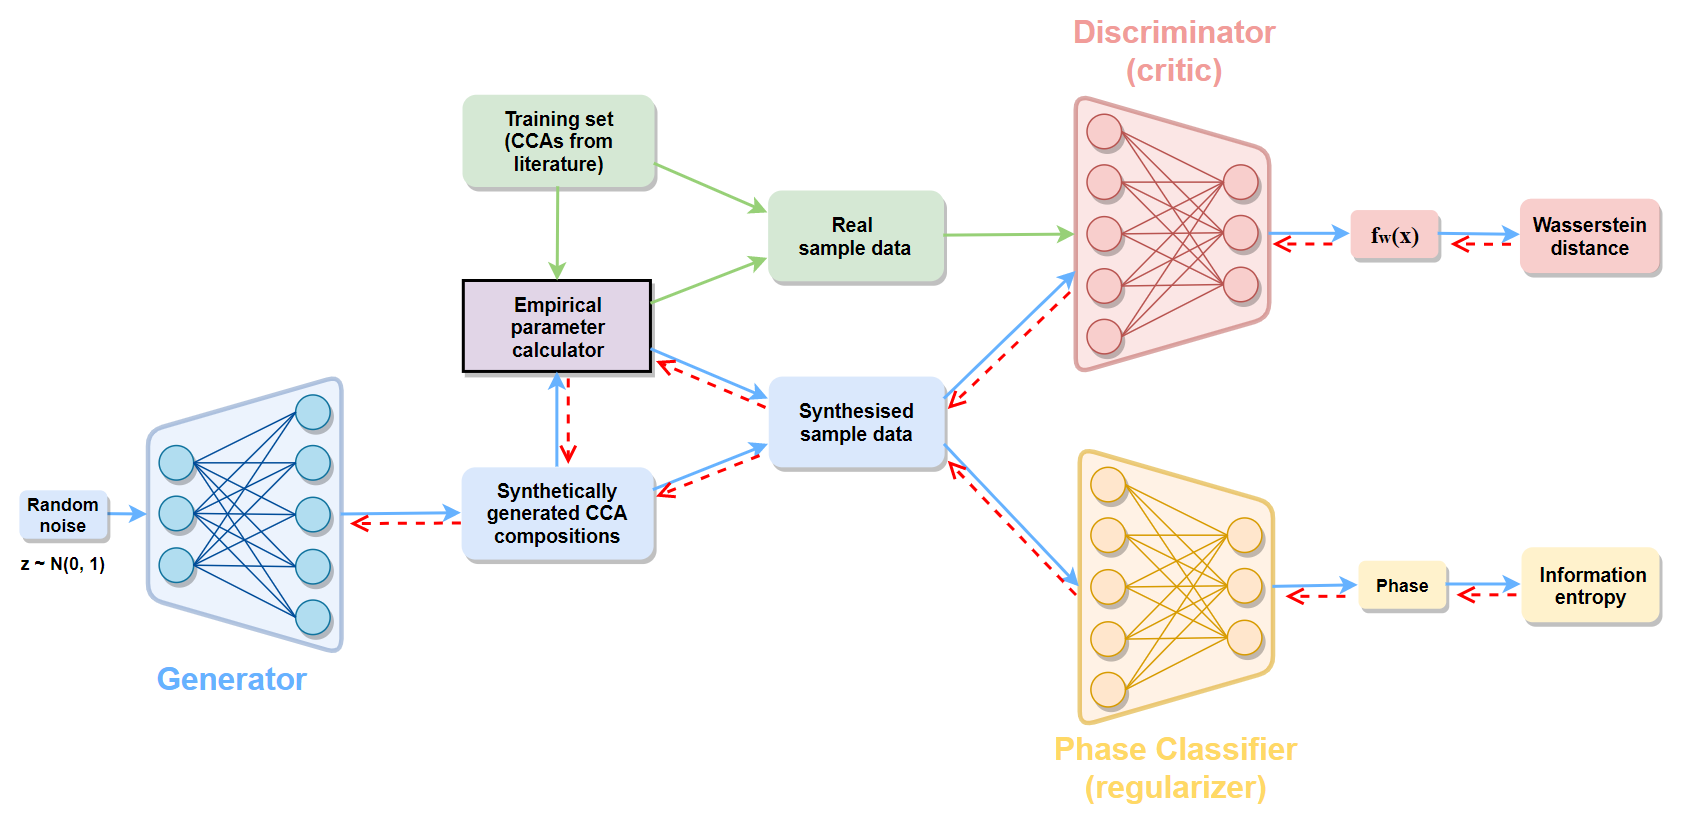 Discriminator
(critic)
Training set
(CCAs from
literature)
Real
sample data
fw(x)
Wasserstein
distance
Empirical
parameter
calculator
Synthesised
sample data
Random
noise
z ~ N(0, 1)
Synthetically
generated CCA
compositions
Generator
Phase
Information
entropy
Phase Classifier
(regularizer)